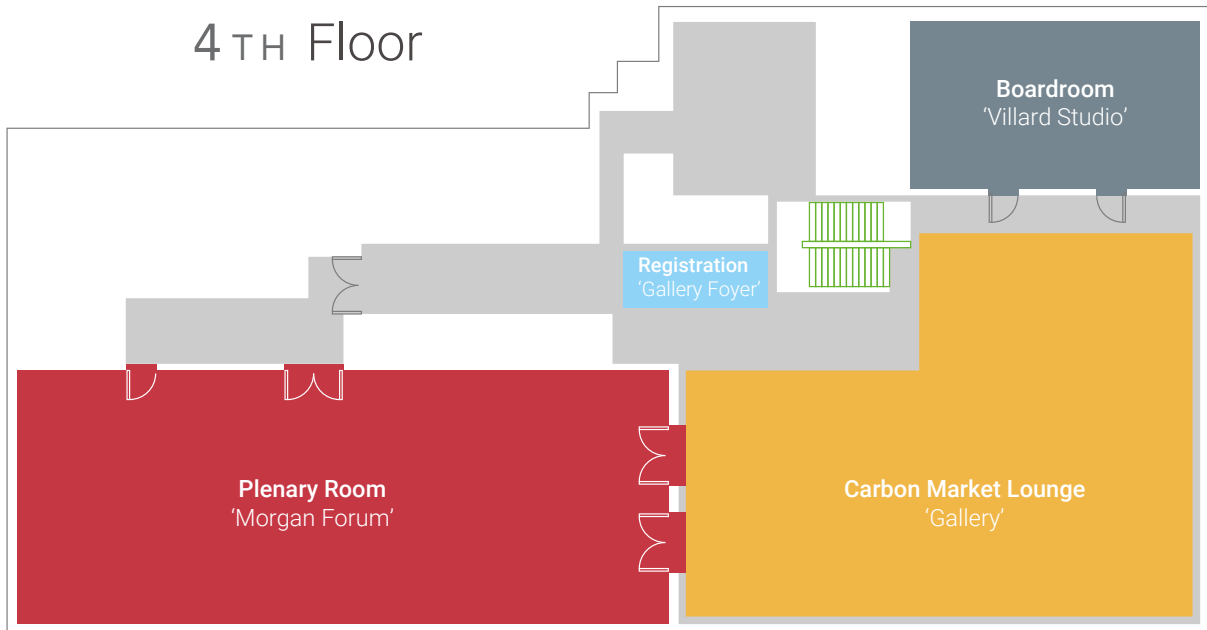 4TH Floor
Boardroom
‘Villard Studio’
Registration
‘Gallery Foyer’
Plenary Room
‘Morgan Forum’
Carbon Market Lounge
‘Gallery’